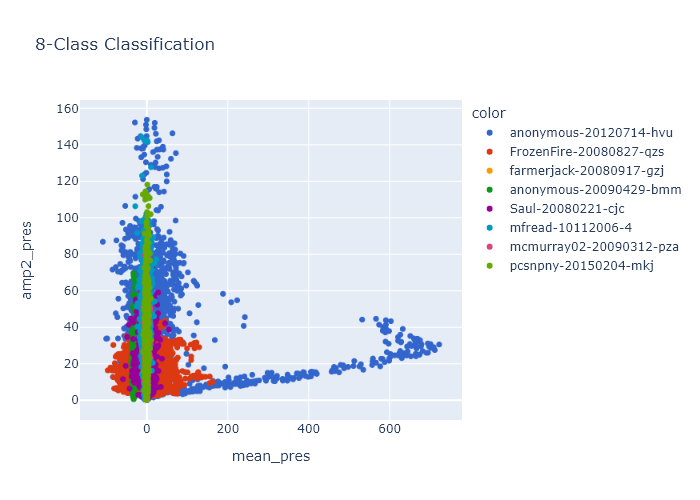 8-Class Classification
color
anonymous-20120714-hvu
FrozenFire-20080827-qzs
farmerjack-20080917-gzj
anonymous-20090429-bmm
Saul-20080221-cjc
mfread-10112006-4
mcmurray02-20090312-pza
pcsnpny-20150204-mkj
amp2_pres
160
140
120
100
80
60
40
20
0
0 200 400 600
mean_pres